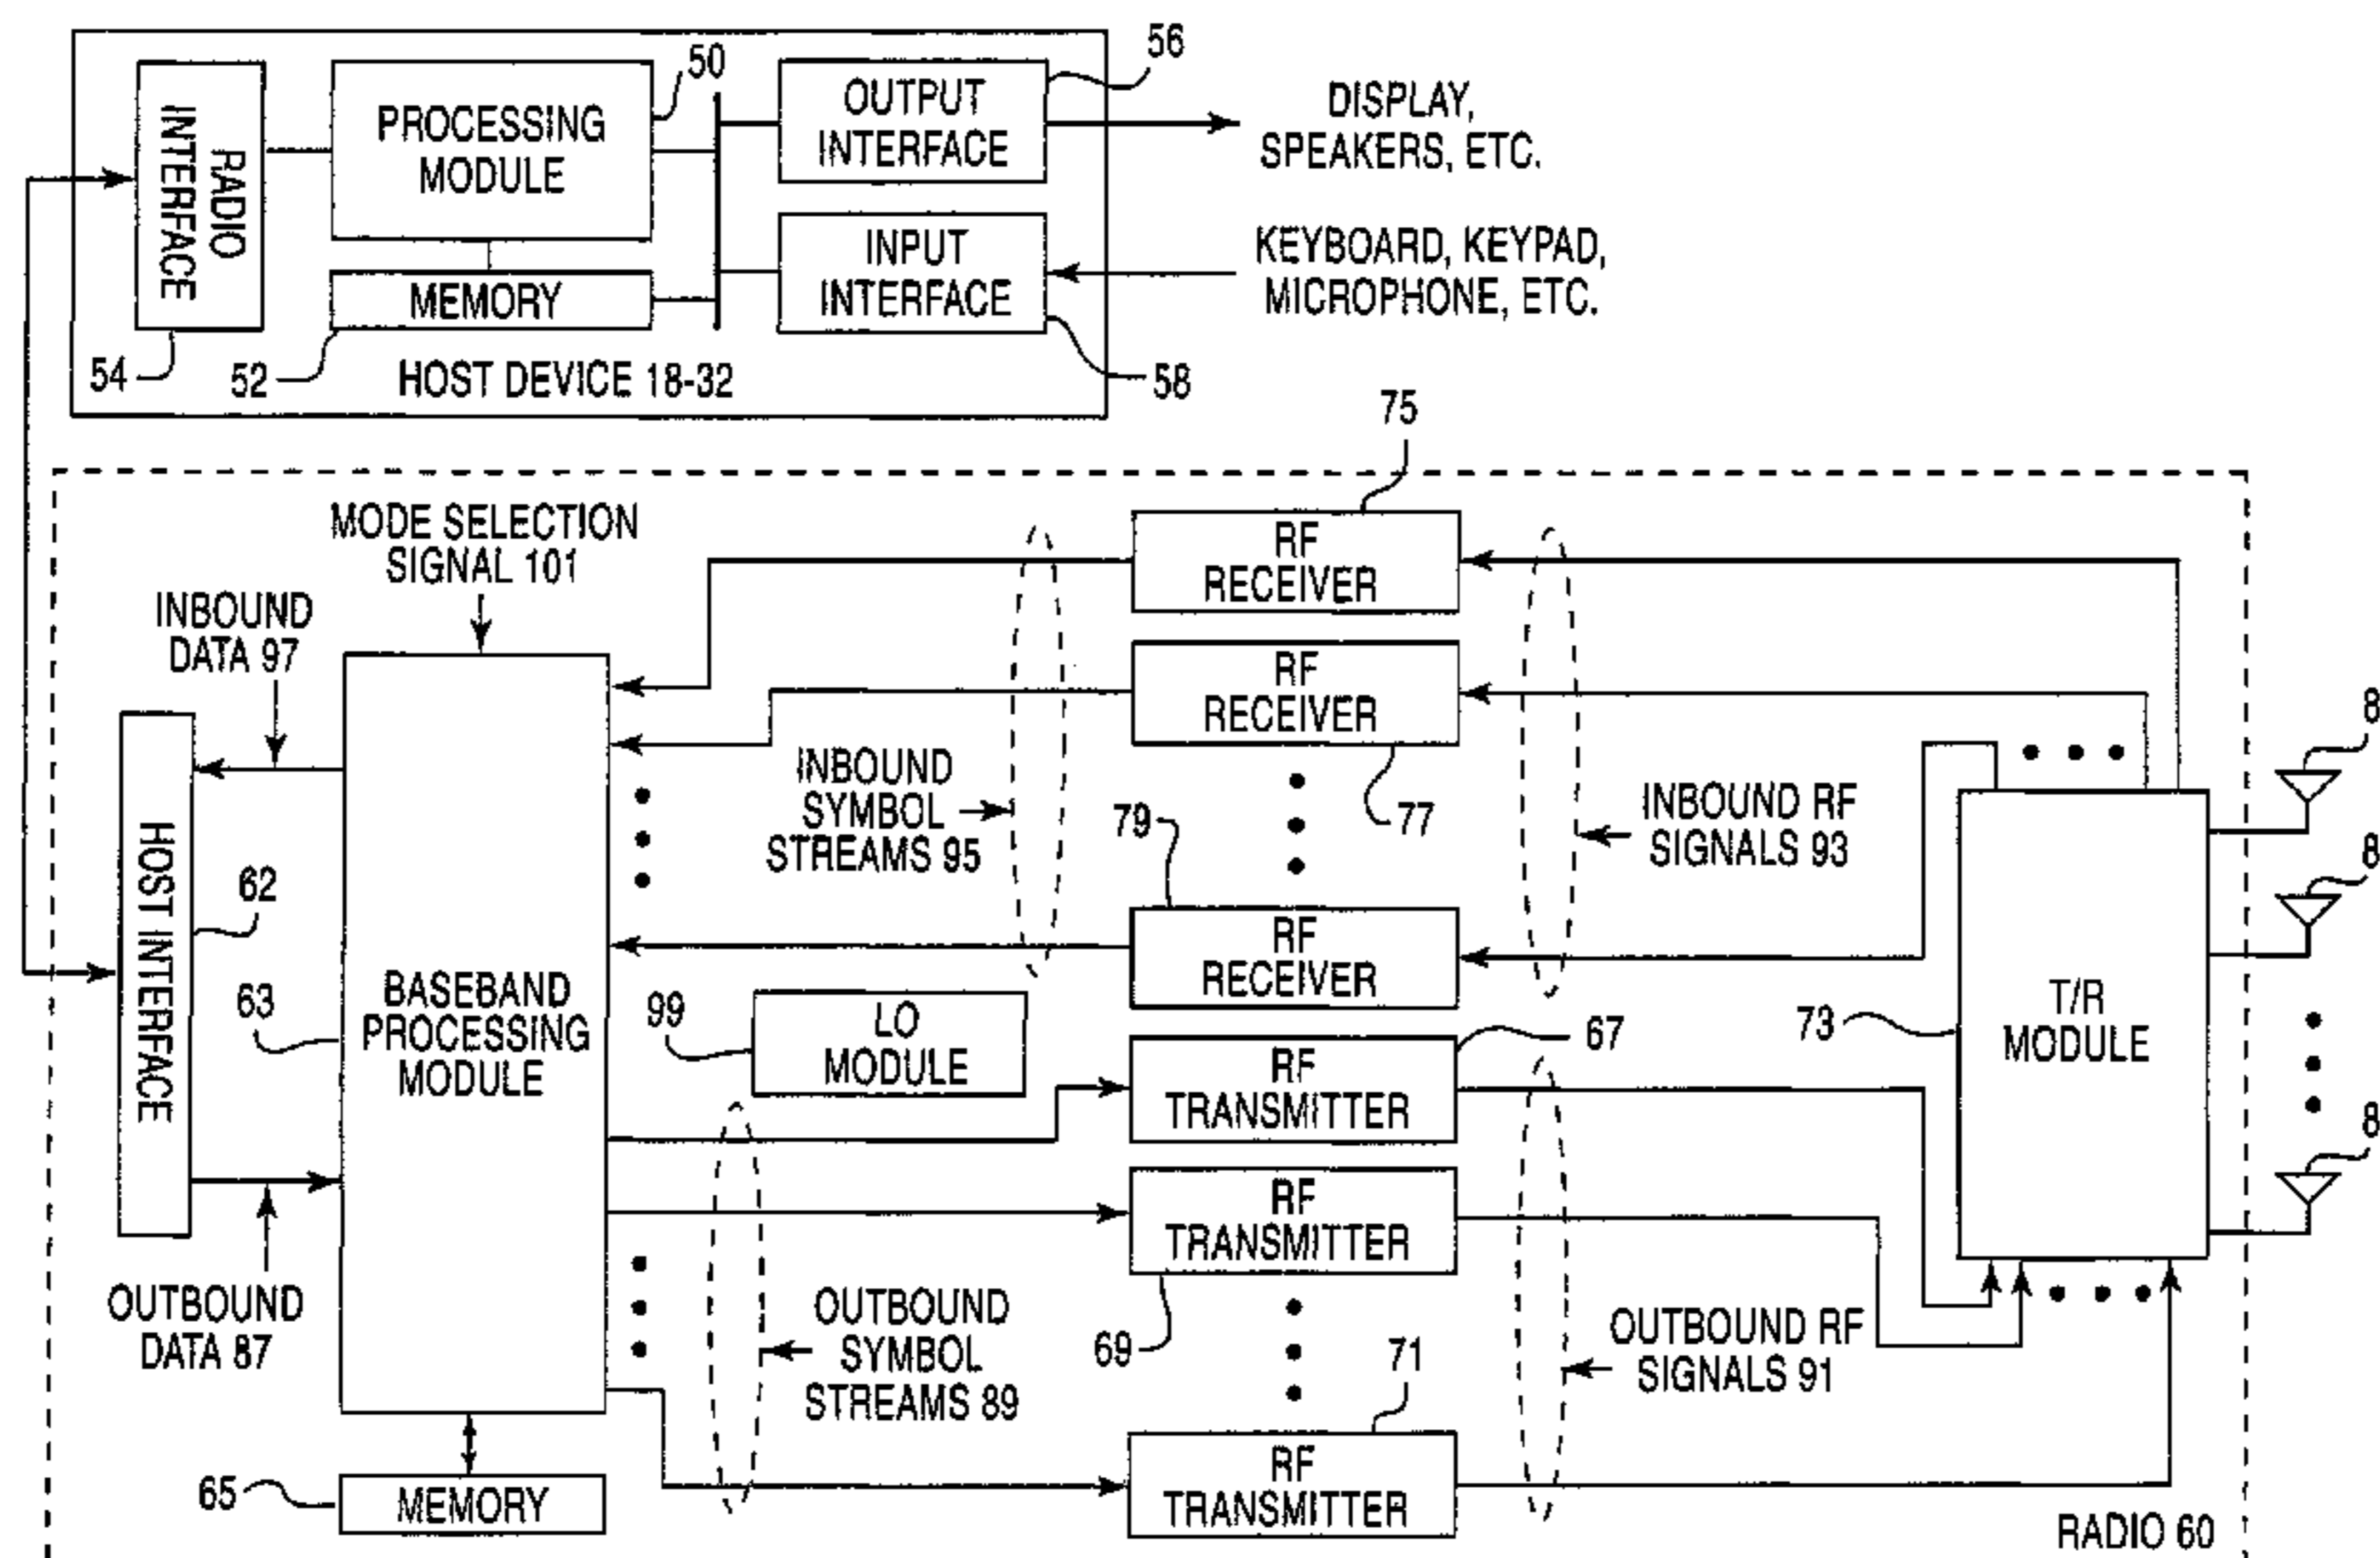 50
56
RADIO
INTERFACE
PROCESSING
MODULE
OUTPUT
INTERFACE
DISPLAY,
SPEAKERS, ETC.
INPUT
INTERFACE
KEYBOARD, KEYPAD,
MICROPHONE, ETC.
MEMORY
54
52
HOST DEVICE 18-32
58
75
MODE SELECTION
SIGNAL 101
RF
RECEIVER
INBOUND
DATA 97
RF
RECEIVER
INBOUND
SYMBOL
STREAMS 95
79
77
INBOUND RF
SIGNALS 93
8
8
HOST INTERFACE
62
63
BASEBAND
PROCESSING
MODULE
RF
RECEIVER
99
LO
MODULE
67
73
T/R
MODULE
RF
TRANSMITTER
8
RF
TRANSMITTER
OUTBOUND
DATA 87
OUTBOUND
SYMBOL
STREAMS 89
69
71
OUTBOUND RF
SIGNALS 91
65
MEMORY
RF
TRANSMITTER
RADIO 60